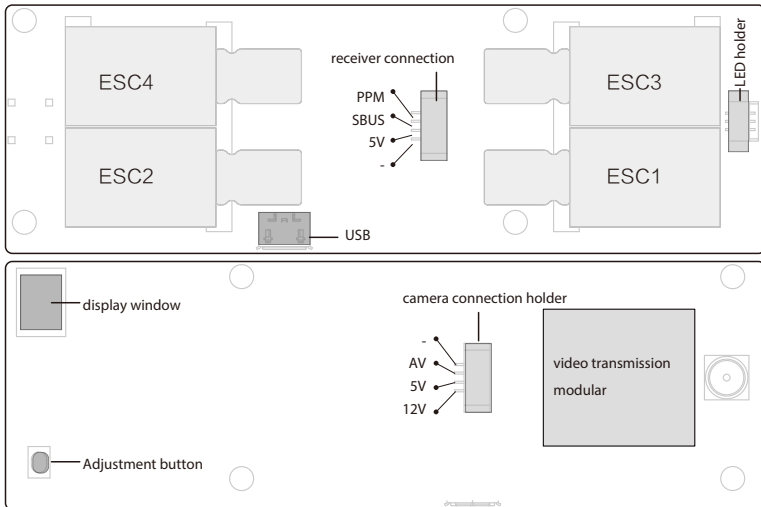 ESC4
receiver connection
ESC3
LED holder
PPM
SBUS
5V
-
ESC2
ESC1
USB
display window
camera connection holder
-
AV
5V
12V
video transmission
modular
Adjustment button